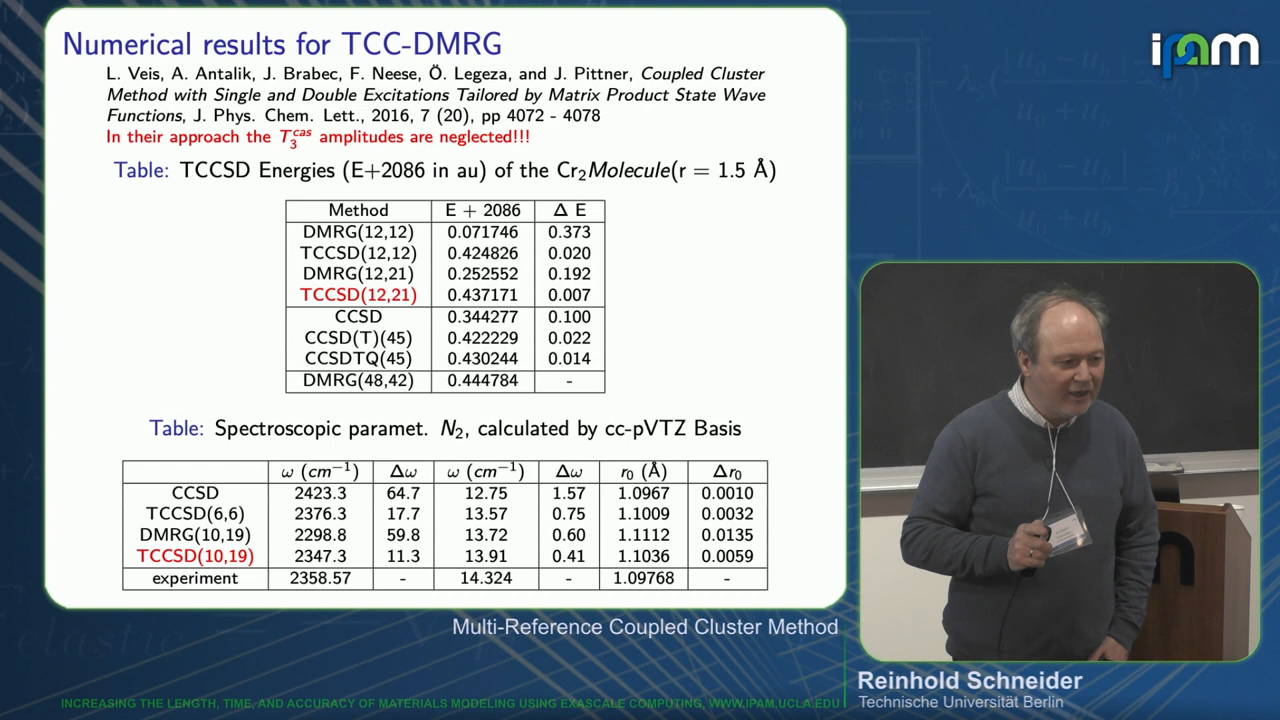 Numerical results for TCC-DMRG
L. Veis, A. Antalik, J. Brabec, F. Neese, Ö. Legeza, and J. Pittner, Coupled Cluster
Method with Single and Double Excitations Tailored by Matrix Product State Wave
Functions, J. Phys. Chem. Lett., 2016, 7 (20), pp 4072 - 4078
In their approach the T₃ᶜᵃˢ amplitudes are neglected!!!
Table: TCCSD Energies (E+2086 in au) of the Cr₂Molecule(r = 1.5 Å)
Method E + 2086 Δ E
DMRG(12,12) 0.071746 0.373
TCCSD(12,12) 0.424826 0.020
DMRG(12,21) 0.252552 0.192
TCCSD(12,21) 0.437171 0.007
CCSD 0.344277 0.100
CCSD(T)(45) 0.422229 0.022
CCSDTQ(45) 0.430244 0.014
DMRG(48,42) 0.444784 -
Table: Spectroscopic paramet. N₂, calculated by cc-pVTZ Basis
ω (cm⁻¹) Δω ω (cm⁻¹) Δω r₀ (Å) Δr₀
CCSD 2423.3 64.7 12.75 1.57 1.0967 0.0010
TCCSD(6,6) 2376.3 17.7 13.57 0.75 1.1009 0.0032
DMRG(10,19) 2298.8 59.8 13.72 0.60 1.1112 0.0135
TCCSD(10,19) 2347.3 11.3 13.91 0.41 1.1036 0.0059
experiment 2358.57 - 14.324 - 1.09768 -
ipam
Multi-Reference Coupled Cluster Method
Reinhold Schneider
Technische Universität Berlin
INCREASING THE LENGTH, TIME, AND ACCURACY OF MATERIALS MODELING USING EXASCALE COMPUTING, WWW.IPAM.UCLA.EDU